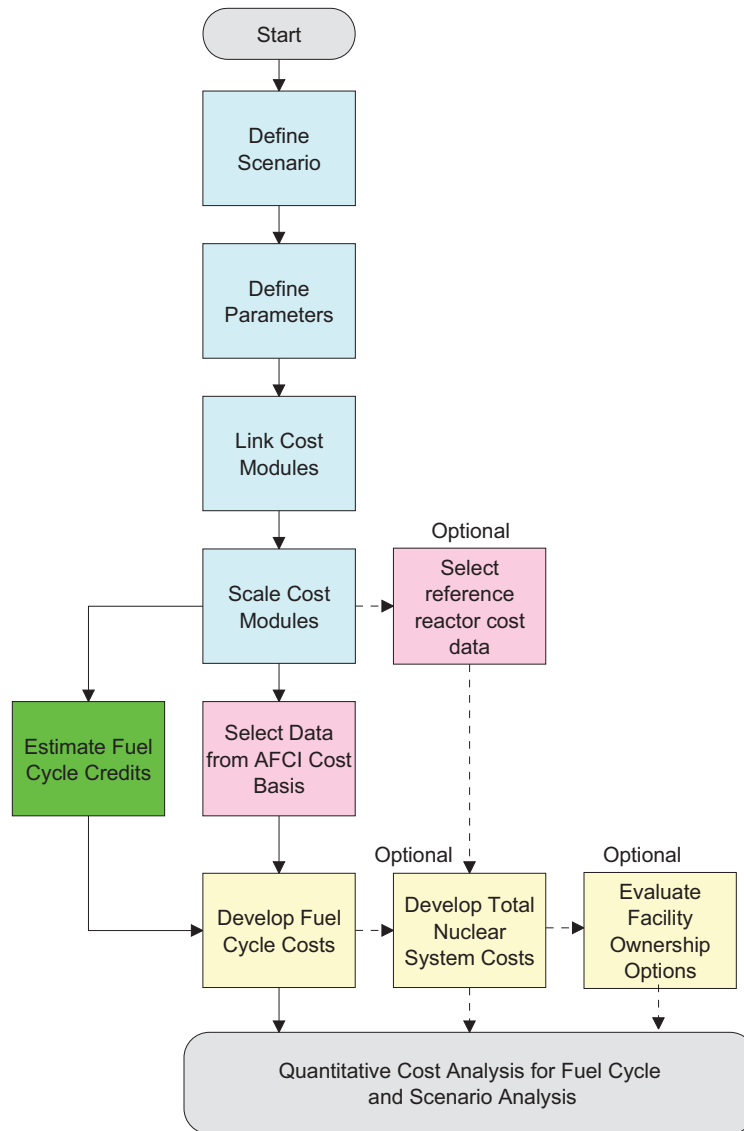 Start
Define
Scenario
Define
Parameters
Link Cost
Modules
Optional
Scale Cost
Modules
Select
reference
reactor cost
data
Estimate Fuel
Cycle Credits
Select Data
from AFCI Cost
Basis
Optional
Optional
Develop Fuel
Cycle Costs
Develop Total
Nuclear
System Costs
Evaluate
Facility
Ownership
Options
Quantitative Cost Analysis for Fuel Cycle
and Scenario Analysis